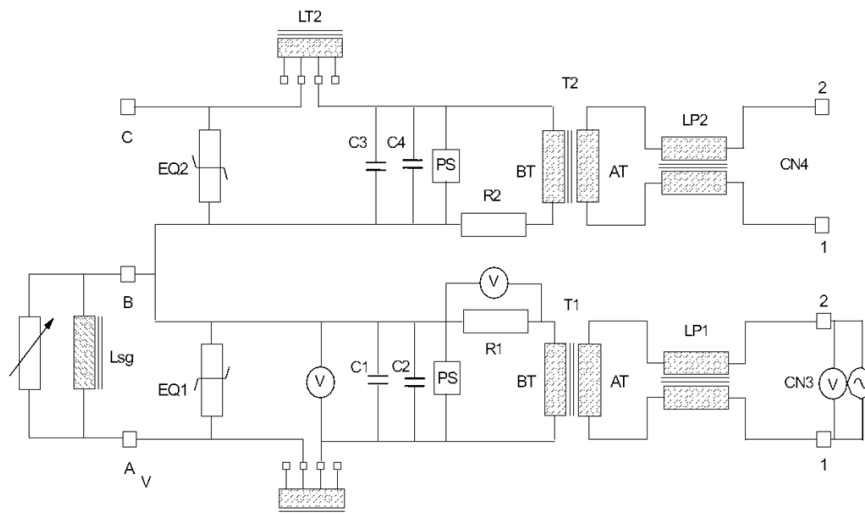 LT2
C
EQ2
C3
C4
PS
R2
T2
BT
AT
LP2
2
CN4
1
B
Lsg
EQ1
V
C1
C2
PS
V
R1
T1
BT
AT
LP1
2
CN3
V
1
A
V